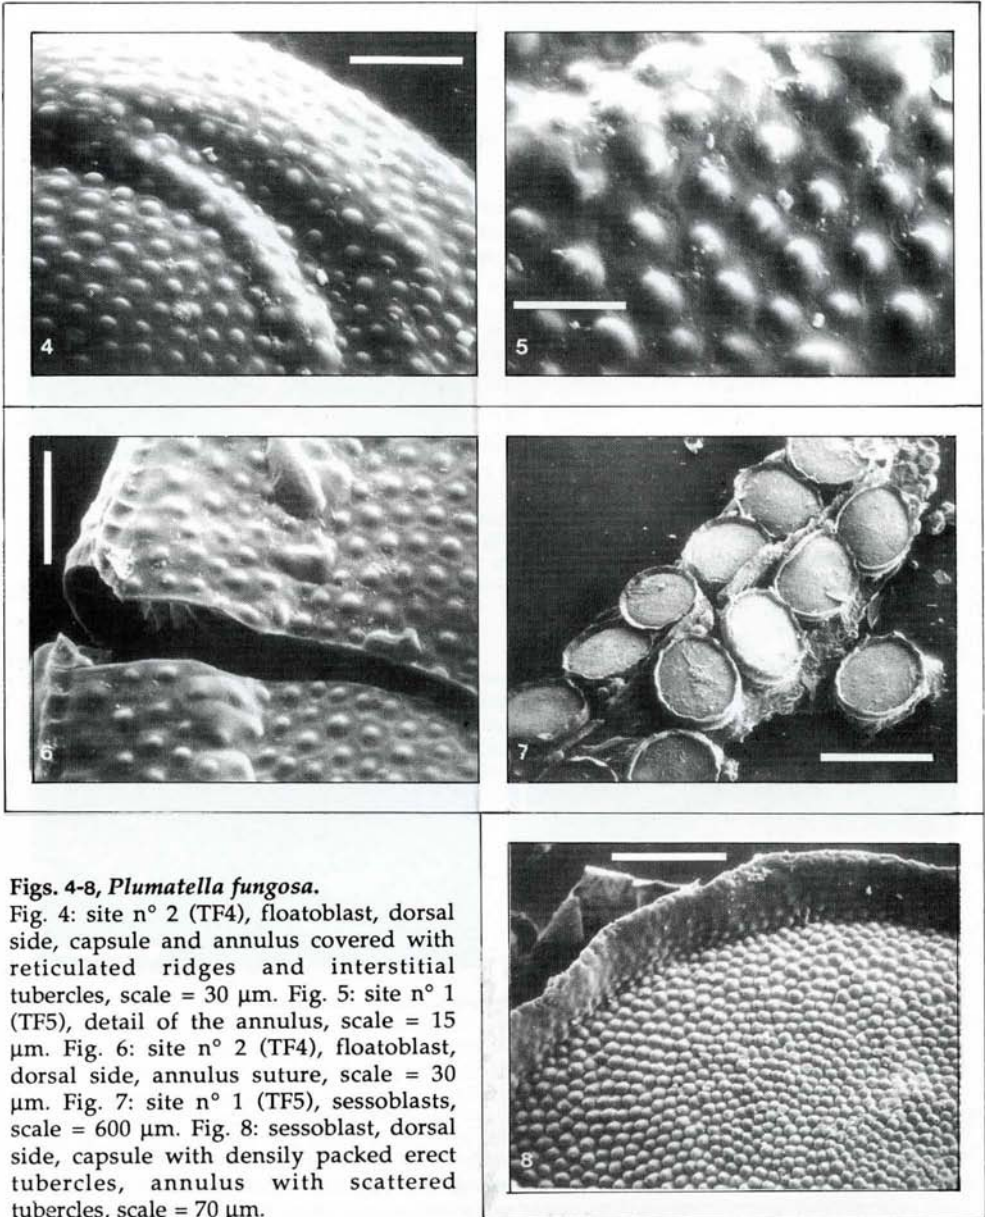 4
5
6
7
Figs. 4-8, Plumatella fungosa.
Fig. 4: site n° 2 (TF4), floatoblast, dorsal
side, capsule and annulus covered with
reticulated ridges and interstitial
tubercles, scale = 30 µm. Fig. 5: site n° 1
(TF5), detail of the annulus, scale = 15
µm. Fig. 6: site n° 2 (TF4), floatoblast,
dorsal side, annulus suture, scale = 30
µm. Fig. 7: site n° 1 (TF5), sessoblasts,
scale = 600 µm. Fig. 8: sessoblast, dorsal
side, capsule with densily packed erect
tubercles, annulus with scattered
tubercles, scale = 70 µm.
8